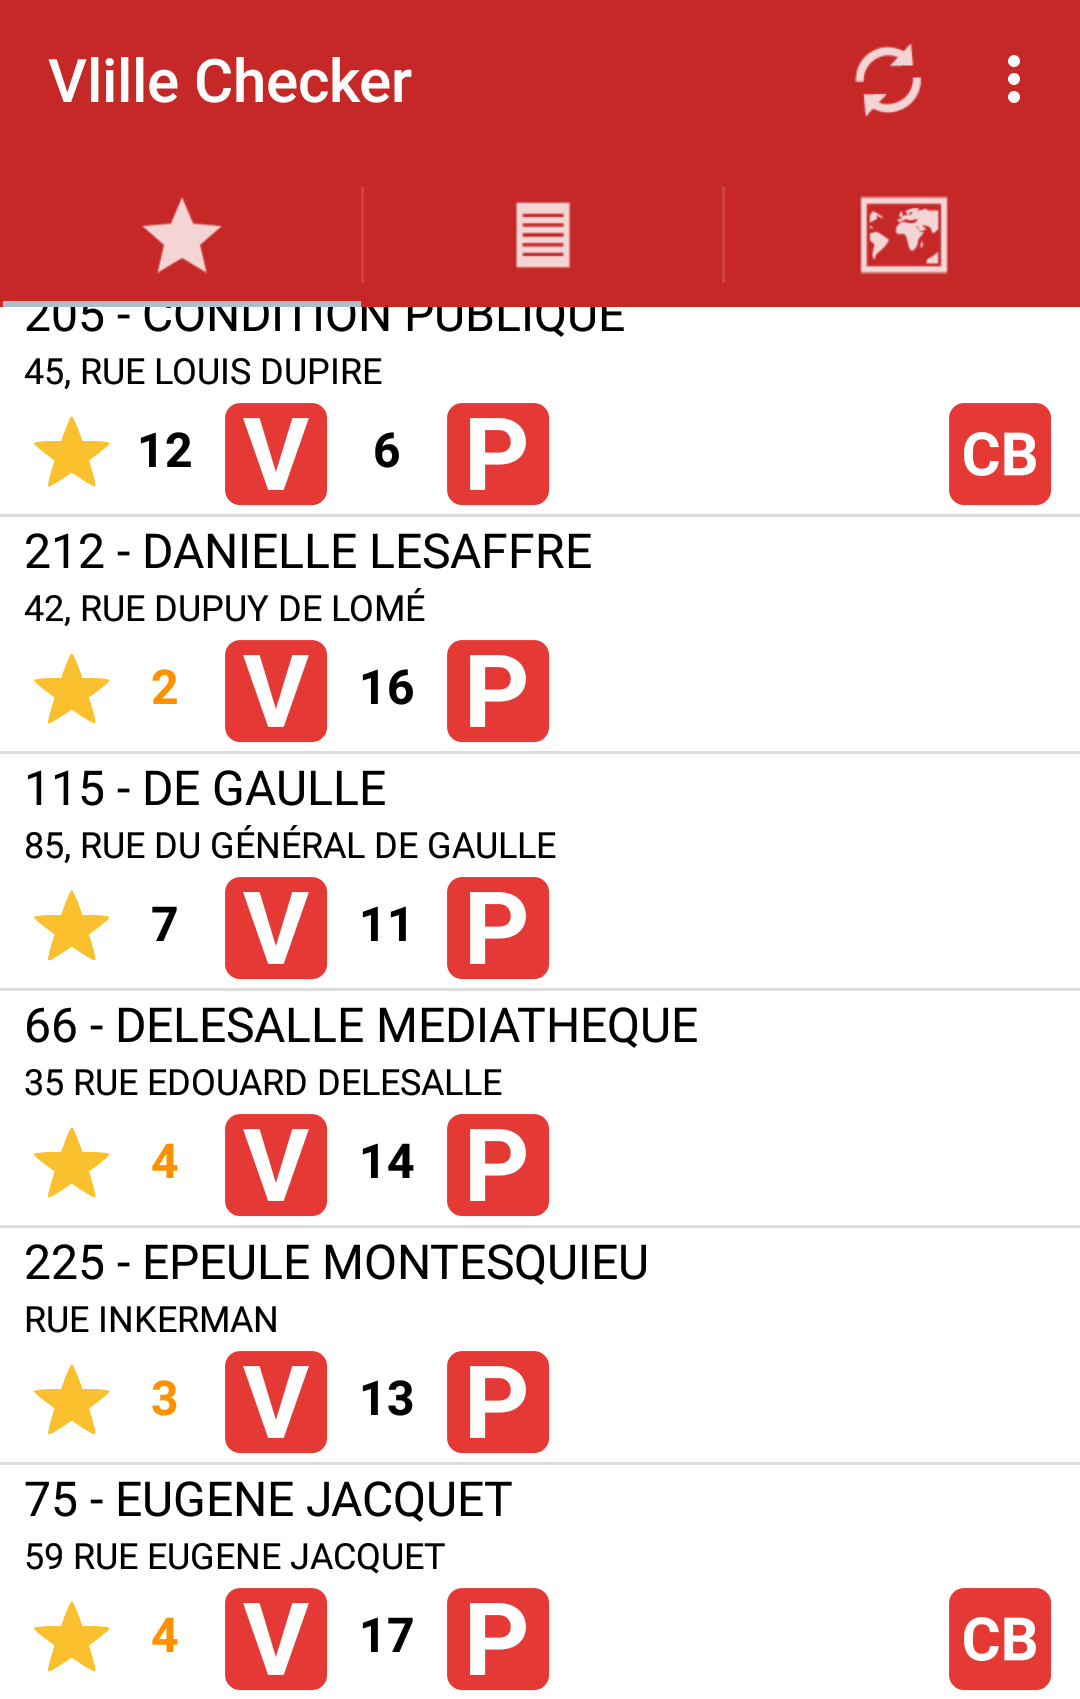 Vlille Checker
205 - CONDITION PUBLIQUE
45, RUE LOUIS DUPIRE
12 V 6 P CB
212 - DANIELLE LESAFFRE
42, RUE DUPUY DE LOMÉ
2 V 16 P
115 - DE GAULLE
85, RUE DU GÉNÉRAL DE GAULLE
7 V 11 P
66 - DELESALLE MEDIATHEQUE
35 RUE EDOUARD DELESALLE
4 V 14 P
225 - EPEULE MONTESQUIEU
RUE INKERMAN
3 V 13 P
75 - EUGENE JACQUET
59 RUE EUGENE JACQUET
4 V 17 P CB